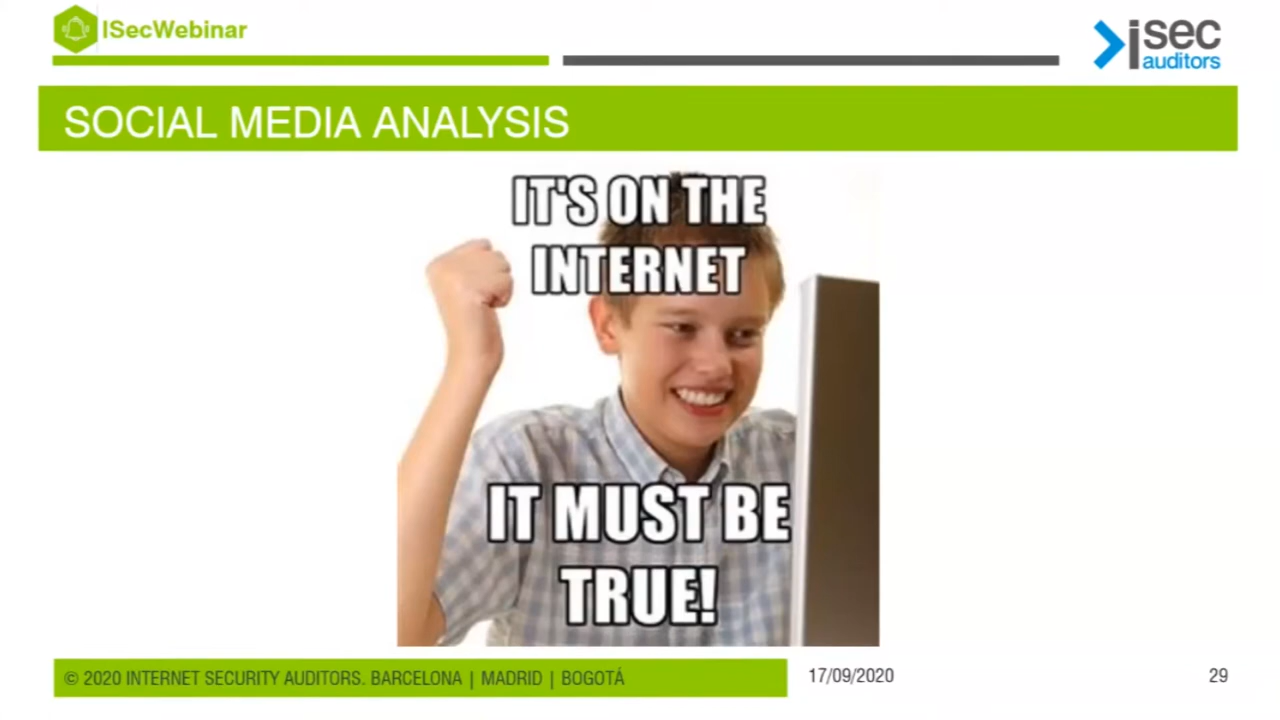 ISecWebinar
isec
auditors
SOCIAL MEDIA ANALYSIS
IT'S ON THE
INTERNET
IT MUST BE
TRUE!
© 2020 INTERNET SECURITY AUDITORS. BARCELONA | MADRID | BOGOTÁ
17/09/2020
29